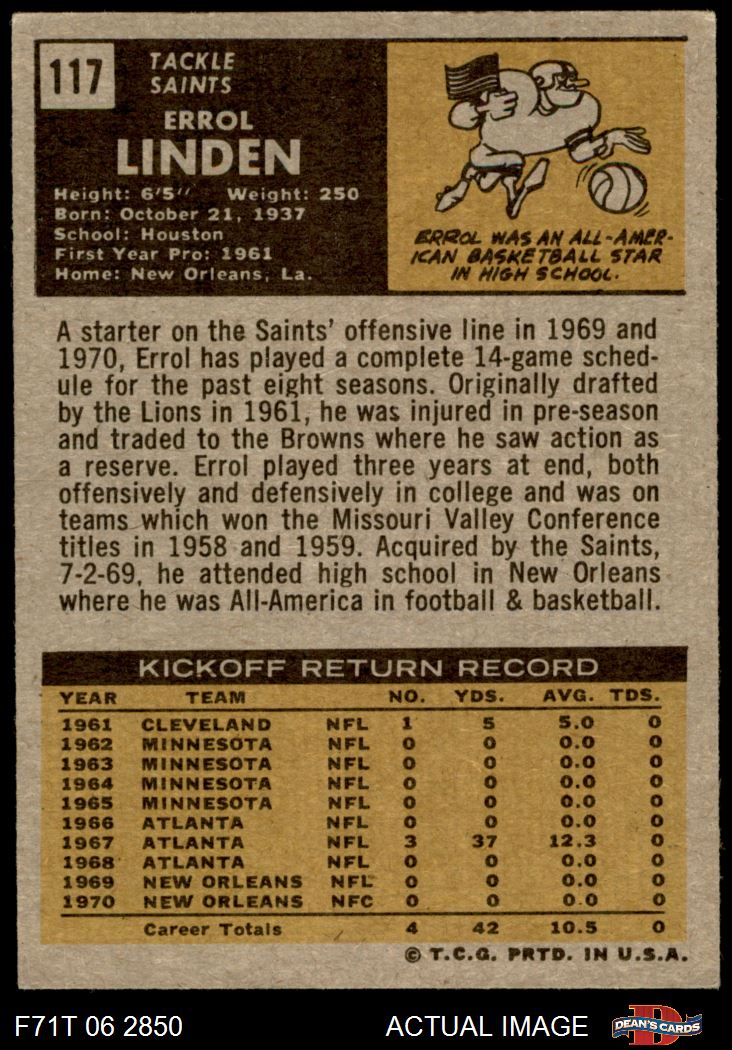 117
TACKLE
SAINTS
ERROL
LINDEN
Height: 6'5'' Weight: 250
Born: October 21, 1937
School: Houston
First Year Pro: 1961
Home: New Orleans, La.
ERROL WAS AN ALL-AMER-
ICAN BASKETBALL STAR
IN HIGH SCHOOL.
A starter on the Saints' offensive line in 1969 and
1970, Errol has played a complete 14-game sched-
ule for the past eight seasons. Originally drafted
by the Lions in 1961, he was injured in pre-season
and traded to the Browns where he saw action as
a reserve. Errol played three years at end, both
offensively and defensively in college and was on
teams which won the Missouri Valley Conference
titles in 1958 and 1959. Acquired by the Saints,
7-2-69, he attended high school in New Orleans
where he was All-America in football & basketball.
KICKOFF RETURN RECORD
YEAR TEAM NO. YDS. AVG. TDS.
1961 CLEVELAND NFL 1 5 5.0 0
1962 MINNESOTA NFL 0 0 0.0 0
1963 MINNESOTA NFL 0 0 0.0 0
1964 MINNESOTA NFL 0 0 0.0 0
1965 MINNESOTA NFL 0 0 0.0 0
1966 ATLANTA NFL 0 0 0.0 0
1967 ATLANTA NFL 3 37 12.3 0
1968 ATLANTA NFL 0 0 0.0 0
1969 NEW ORLEANS NFL 0 0 0.0 0
1970 NEW ORLEANS NFC 0 0 0.0 0
Career Totals 4 42 10.5 0
© T.C.G. PRTD. IN U.S.A.
F71T 06 2850 ACTUAL IMAGE D DEAN'S CARDS